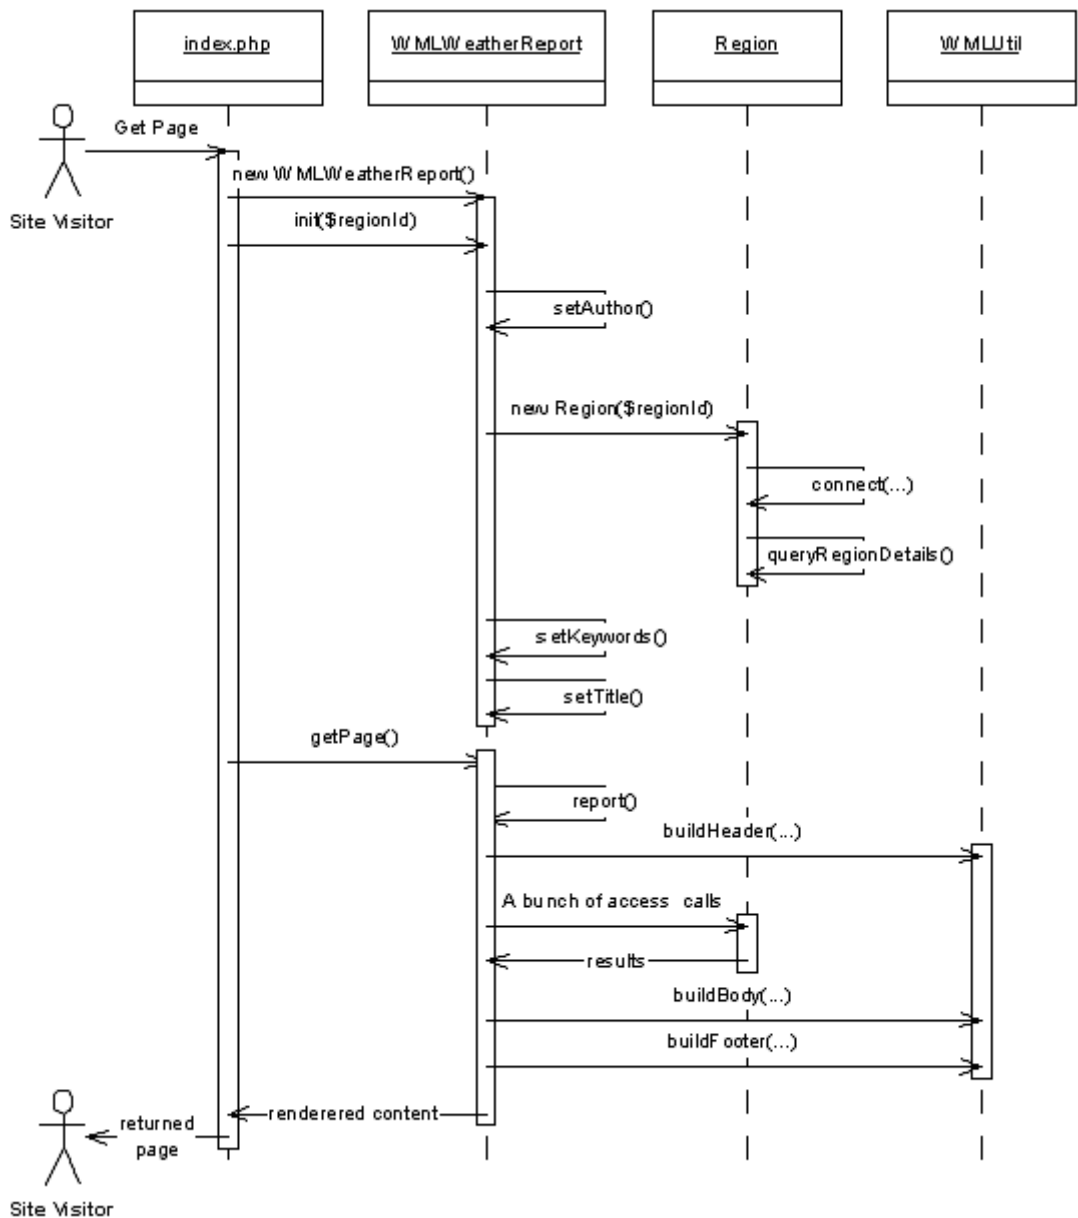 index.php
WMLWeatherReport
Region
WMLUtil
Get Page
new WMLWeatherReport()
Site Visitor
init($regionId)
setAuthor()
new Region($regionId)
connect(...)
queryRegionDetails()
setKeywords()
setTitle()
getPage()
report()
buildHeader(...)
A bunch of access calls
results
buildBody(...)
buildFooter(...)
renderered content
returned
page
Site Visitor